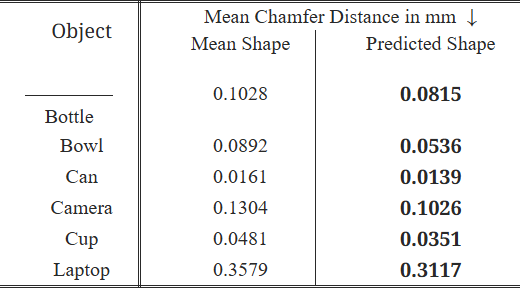 Object Mean Chamfer Distance in mm ↓
Mean Shape Predicted Shape
0.1028 0.0815
Bottle
Bowl 0.0892 0.0536
Can 0.0161 0.0139
Camera 0.1304 0.1026
Cup 0.0481 0.0351
Laptop 0.3579 0.3117